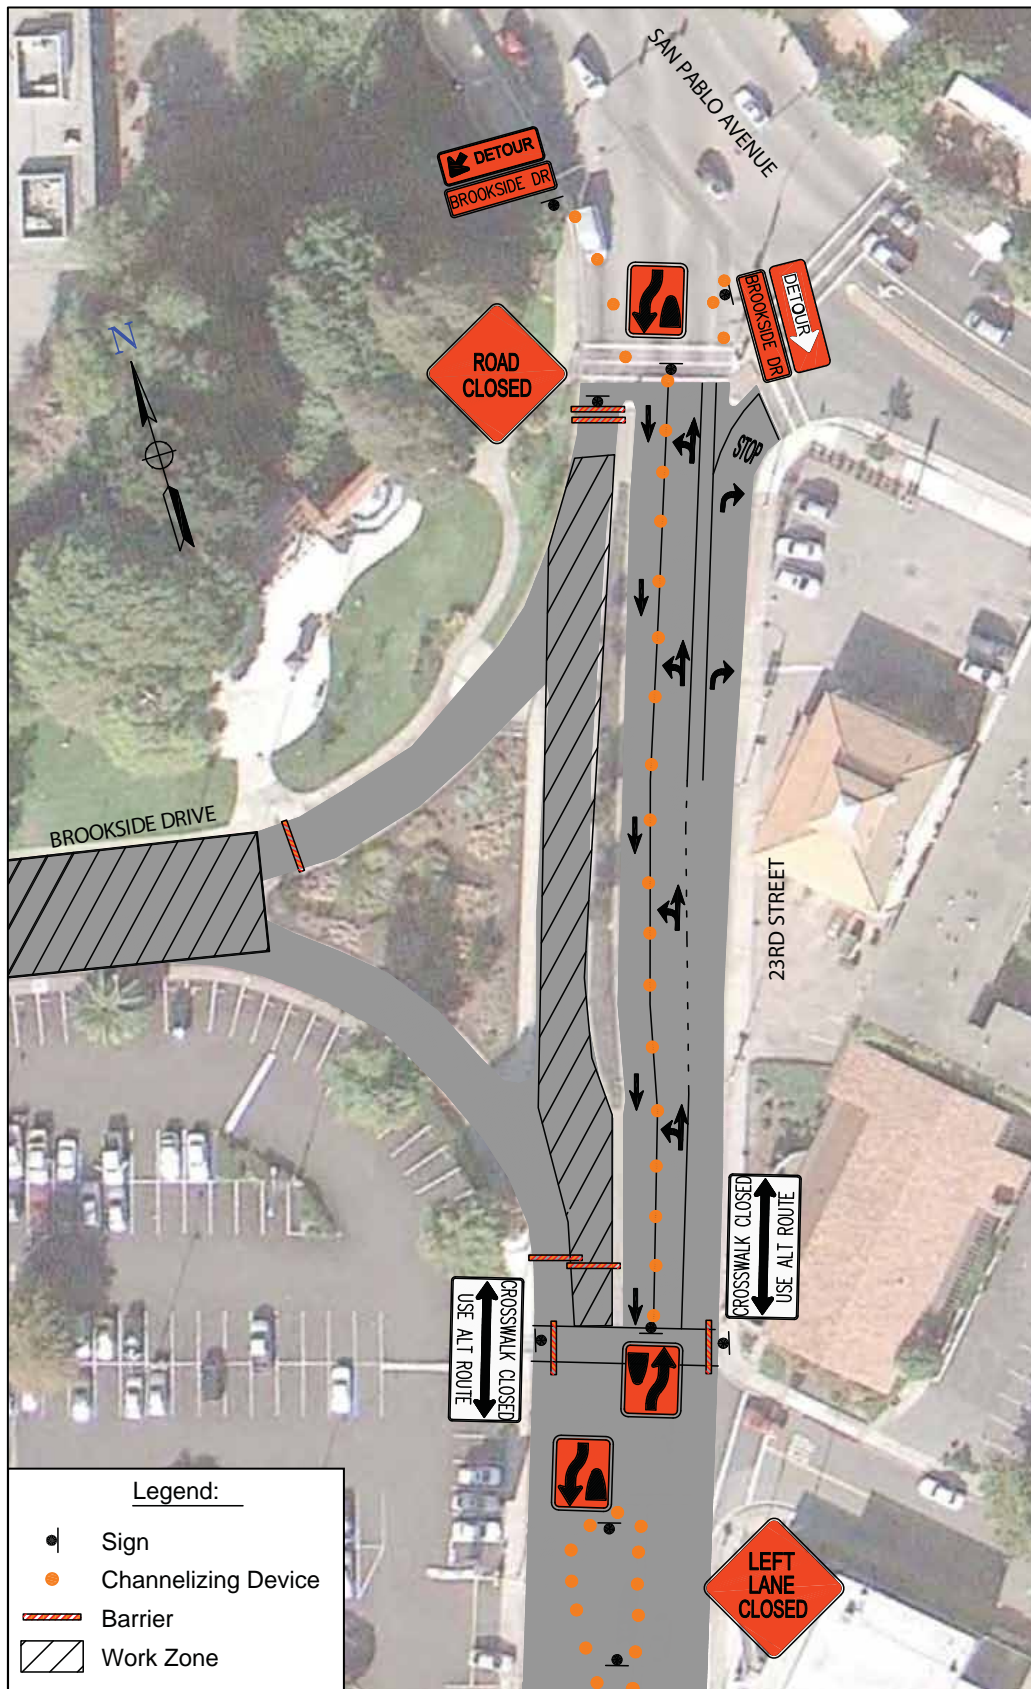 SAN PABLO AVENUE
DETOUR
BROOKSIDE DR
DETOUR
BROOKSIDE DR
N
ROAD
CLOSED
STOP
BROOKSIDE DRIVE
23RD STREET
CROSSWALK CLOSED
USE ALT ROUTE
CROSSWALK CLOSED
USE ALT ROUTE
LEFT
LANE
CLOSED
Legend:
Sign
Channelizing Device
Barrier
Work Zone